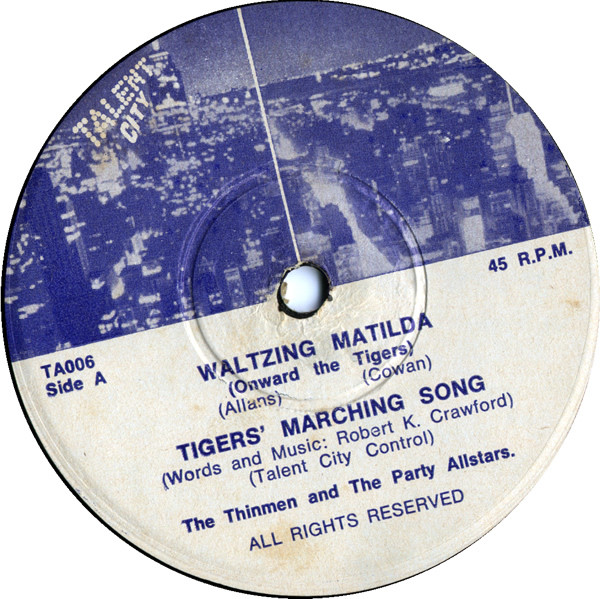 TALENT
CITY
45 R.P.M.
TA006
Side A
WALTZING MATILDA
(Onward the Tigers)
(Allans) (Cowan)
TIGERS' MARCHING SONG
(Words and Music: Robert K. Crawford)
(Talent City Control)
The Thinmen and The Party Allstars.
ALL RIGHTS RESERVED